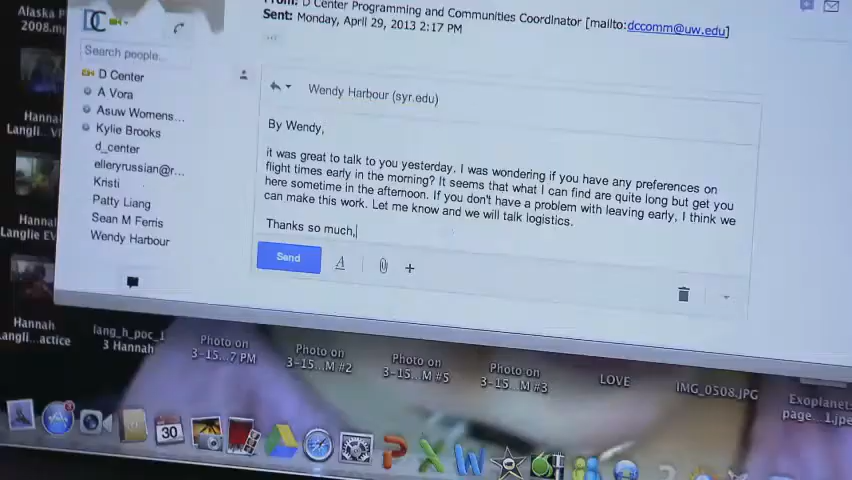 Alaska P
2008.m
From: D Center Programming and Communities Coordinator [mailto:dccomm@uw.edu]
Sent: Monday, April 29, 2013 2:17 PM
DC
Search people...
D Center
A Vora
Asuw Womens...
Kylie Brooks
d_center
elleryrussian@r...
Kristi
Patty Liang
Sean M Ferris
Wendy Harbour
Wendy Harbour (syr.edu)
By Wendy,
it was great to talk to you yesterday. I was wondering if you have any preferences on
flight times early in the morning? It seems that what I can find are quite long but get you
here sometime in the afternoon. If you don't have a problem with leaving early, I think we
can make this work. Let me know and we will talk logistics.
Thanks so much,
Send
A
Hannah
Langlie
Hannah
Langlie EV
Hannah
Langli...actice
lang_h_poc_1
3 Hannah
Photo on
3-15...7 PM
Photo on
3-15...M #2
Photo on
3-15...M #5
Photo on
3-15...M #3
LOVE
IMG_0508.JPG
Exoplanet
page...1.jpe
30